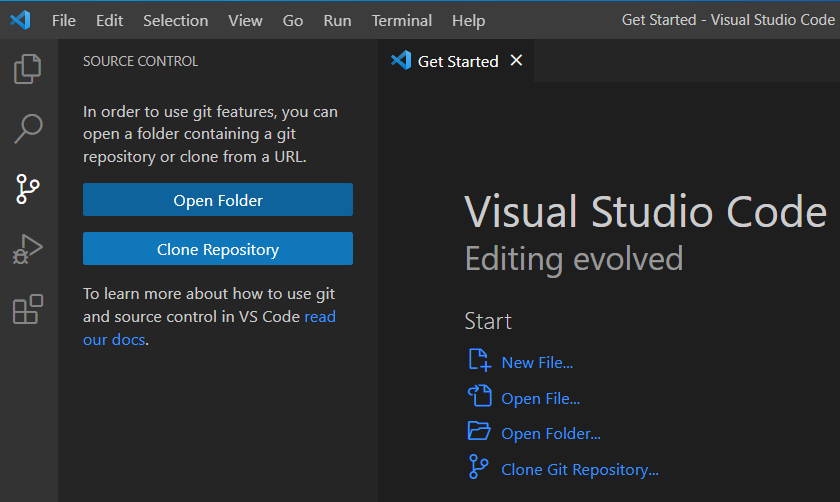 File Edit Selection View Go Run Terminal Help Get Started - Visual Studio Code
SOURCE CONTROL
Get Started
In order to use git features, you can
open a folder containing a git
repository or clone from a URL.
Open Folder
Clone Repository
To learn more about how to use git
and source control in VS Code read
our docs.
Visual Studio Code
Editing evolved
Start
New File...
Open File...
Open Folder...
Clone Git Repository...